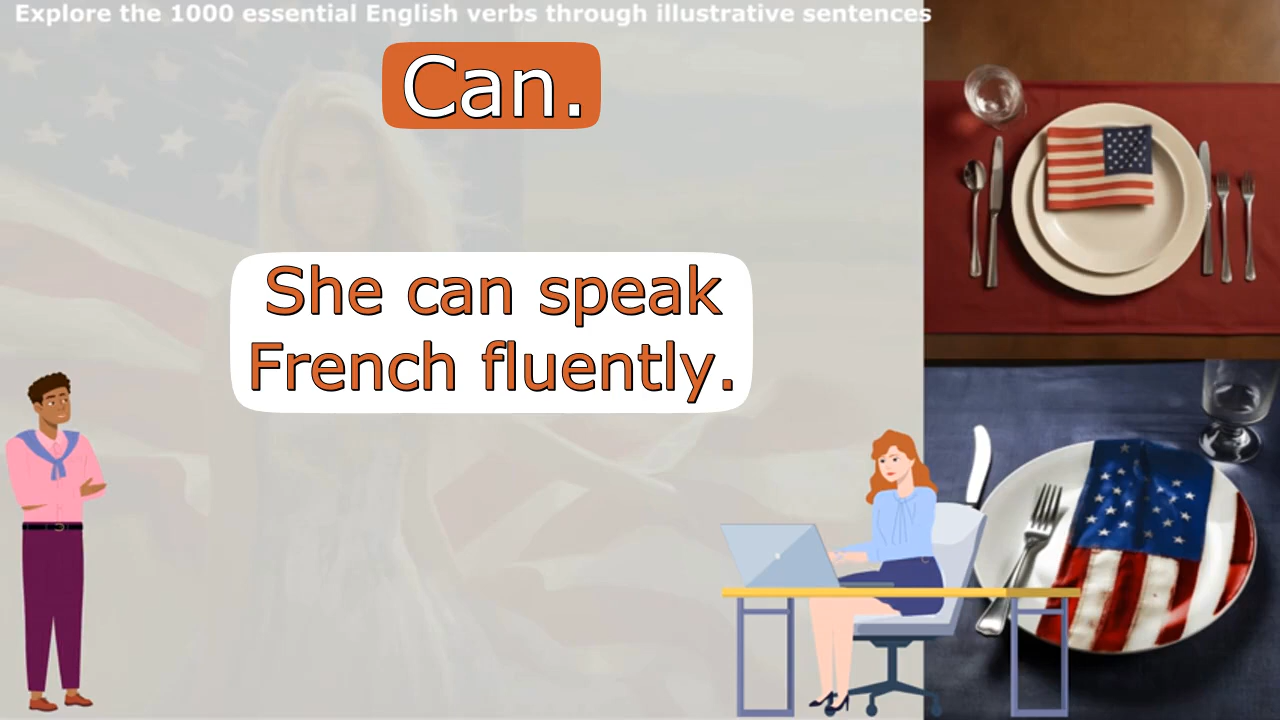 Explore the 1000 essential English verbs through illustrative sentences
Can.
She can speak
French fluently.